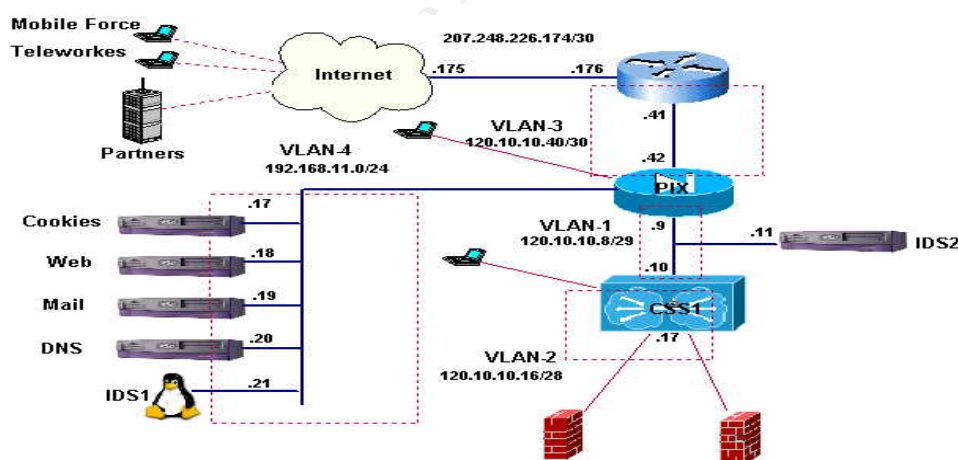 Mobile Force
Teleworkes
Partners
Internet
207.248.226.174/30
.175
.176
.41
VLAN-3
120.10.10.40/30
.42
PIX
VLAN-4
192.168.11.0/24
Cookies
.17
Web
.18
Mail
.19
DNS
.20
IDS1
.21
VLAN-1
120.10.10.8/29
.9
.11
IDS2
.10
CSS1
.17
VLAN-2
120.10.10.16/28